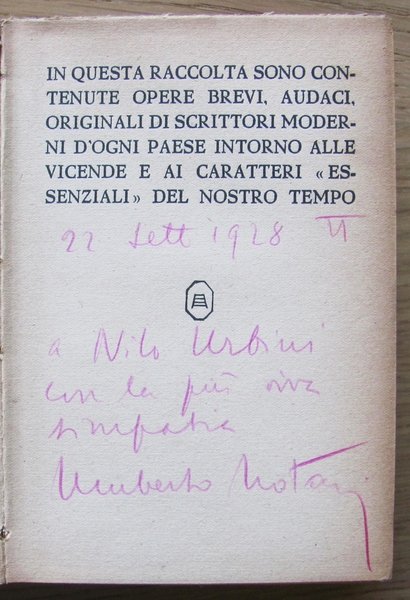 IN QUESTA RACCOLTA SONO CON-
TENUTE OPERE BREVI, AUDACI,
ORIGINALI DI SCRITTORI MODER-
NI D'OGNI PAESE INTORNO ALLE
VICENDE E AI CARATTERI «ES-
SENZIALI» DEL NOSTRO TEMPO
22 Sett 1928 VI
a Nilo Urbini
con la più viva
simpatia
Umberto Notari